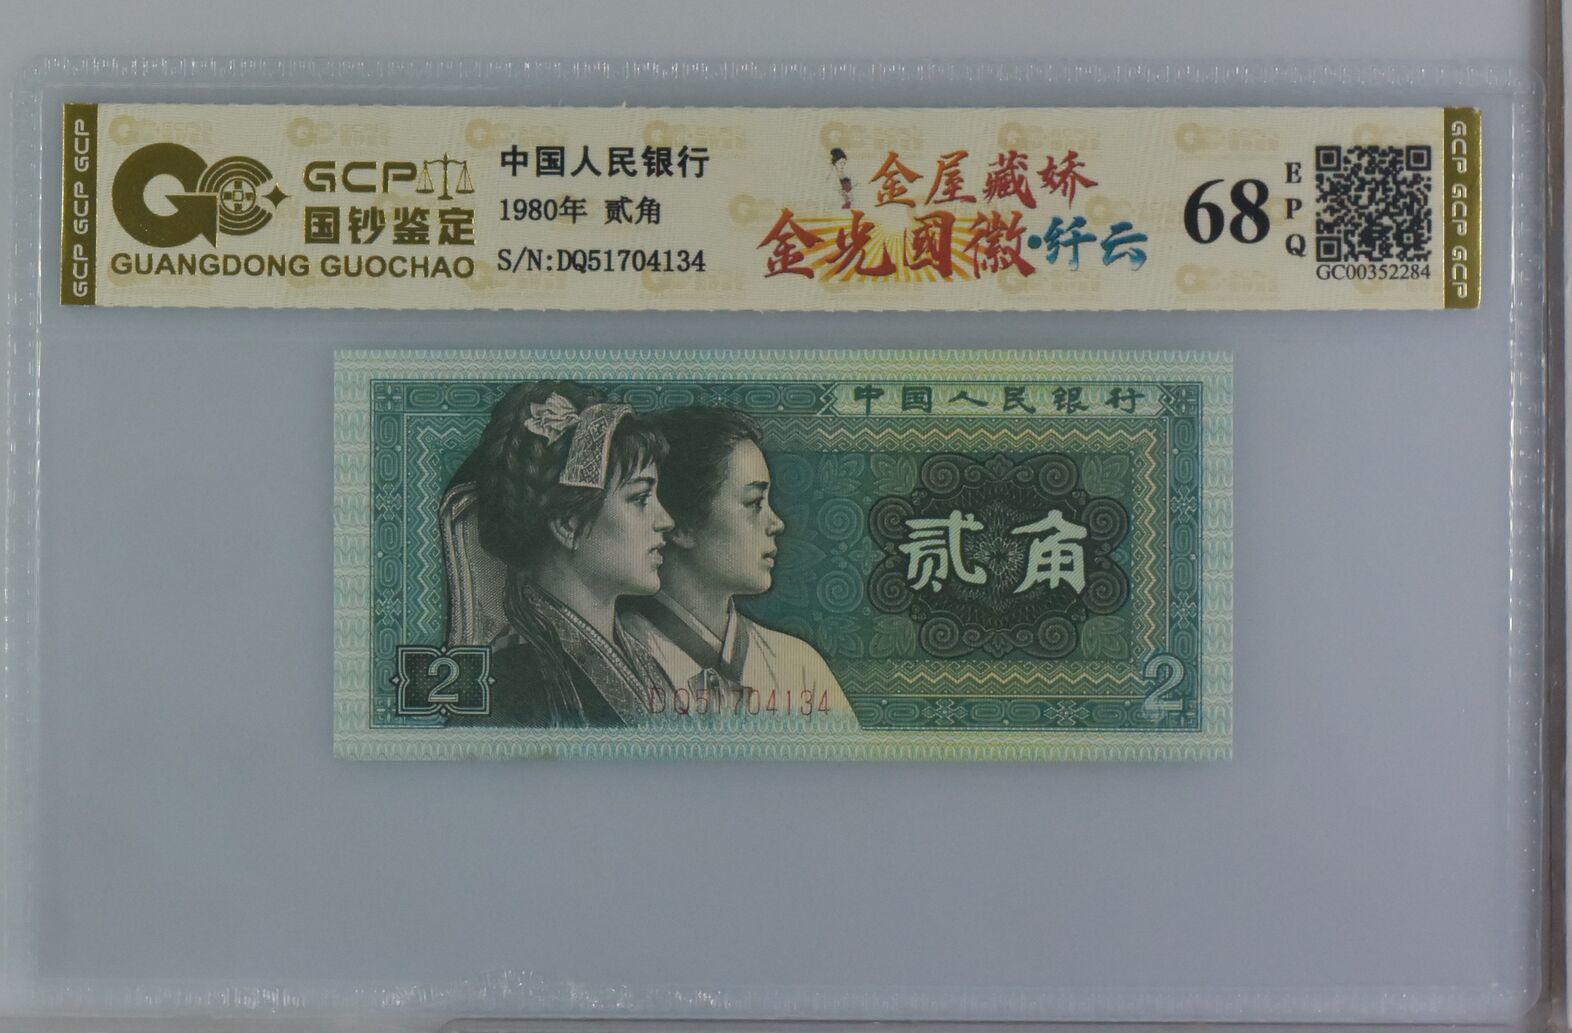 GCP GCP GCP
GCP
国钞鉴定
GUANGDONG GUOCHAO
中国人民银行
1980年 贰角
S/N:DQ51704134
金屋藏娇
金光國徽·纤云
68
EPQ
GC00352284
GCP GCP GCP
中国人民银行
贰角
2
DQ51704134
2